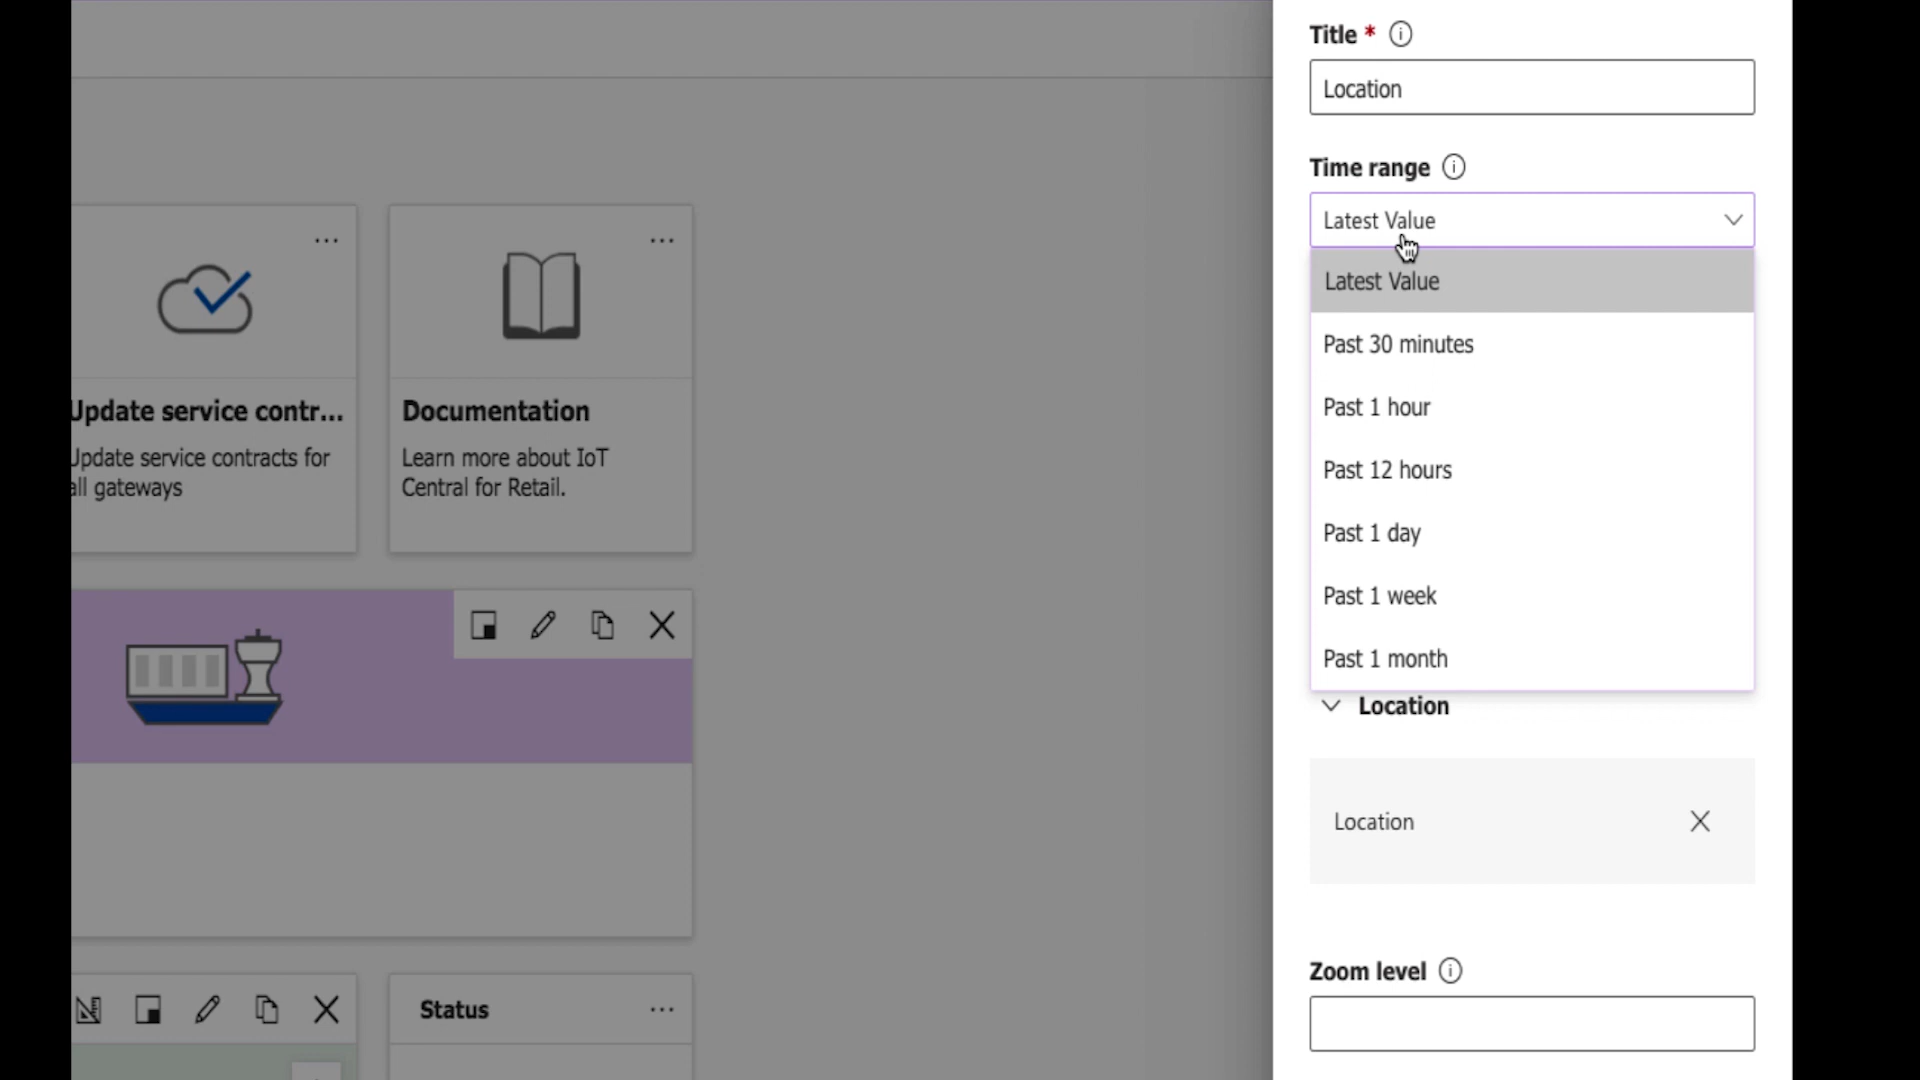 Title *
Location
Time range
Latest Value
Latest Value
Past 30 minutes
Past 1 hour
Past 12 hours
Past 1 day
Past 1 week
Past 1 month
Location
Location
Zoom level
Update service contr...
Update service contracts for
all gateways
Documentation
Learn more about IoT
Central for Retail.
Status